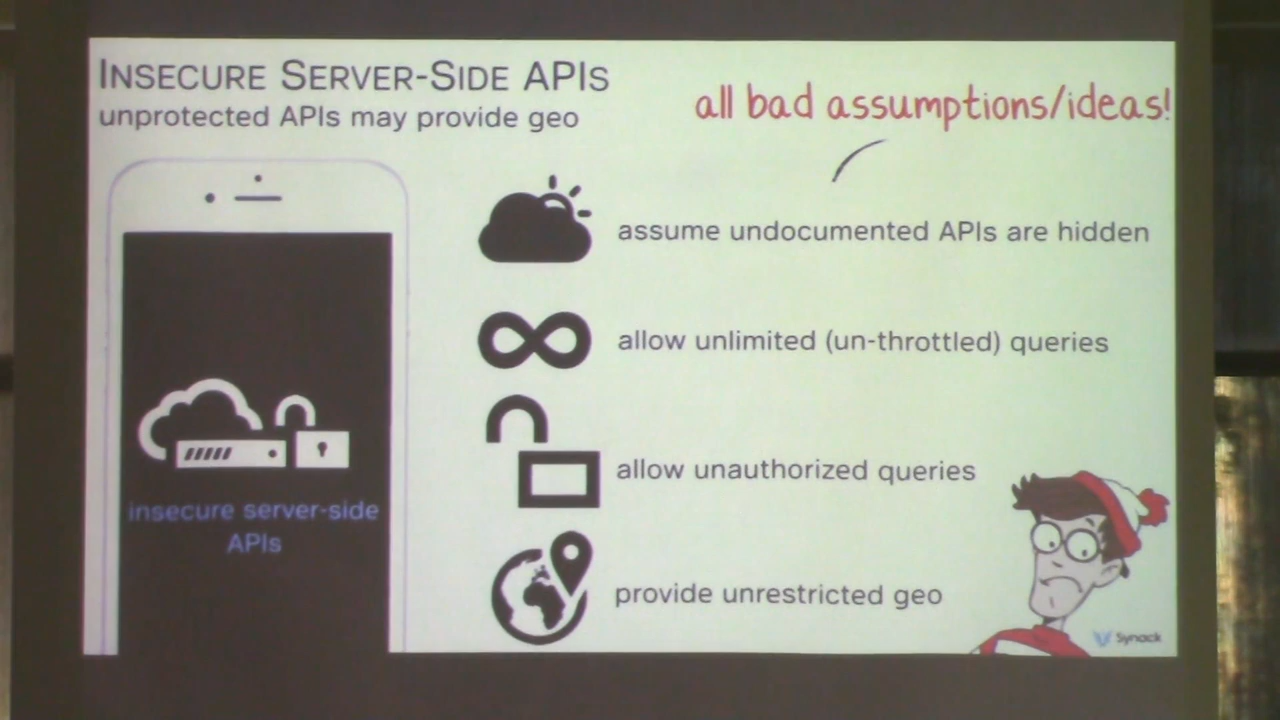 INSECURE SERVER-SIDE APIS
unprotected APIs may provide geo
all bad assumptions/ideas!
assume undocumented APIs are hidden
allow unlimited (un-throttled) queries
allow unauthorized queries
provide unrestricted geo
insecure server-side
APIs
Synack